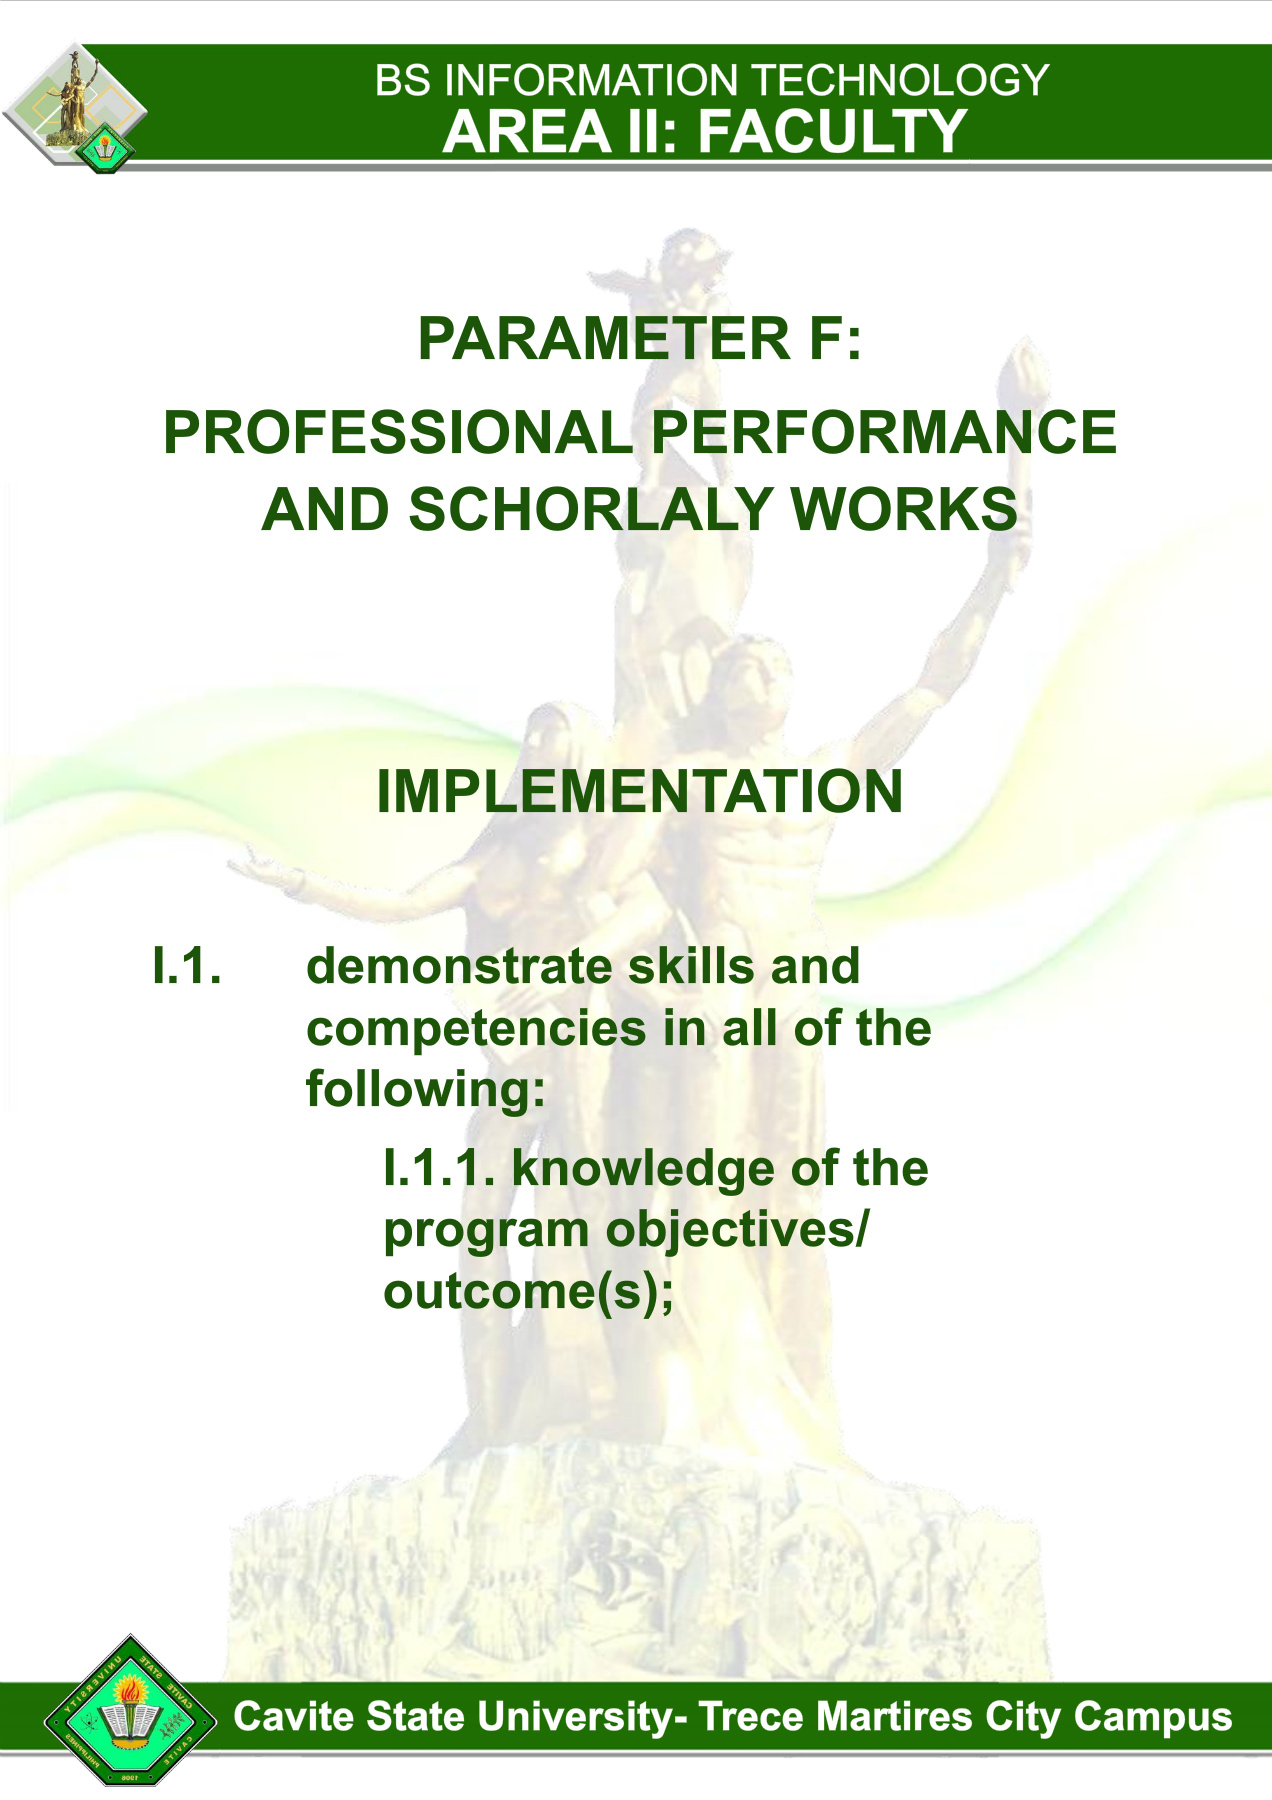 BS INFORMATION TECHNOLOGY
AREA II: FACULTY
PARAMETER F:
PROFESSIONAL PERFORMANCE
AND SCHORLALY WORKS
IMPLEMENTATION
I.1. demonstrate skills and
competencies in all of the
following:
I.1.1. knowledge of the
program objectives/
outcome(s);
CAVITE STATE UNIVERSITY
CAVITE PHILIPPINES
1906
Cavite State University- Trece Martires City Campus